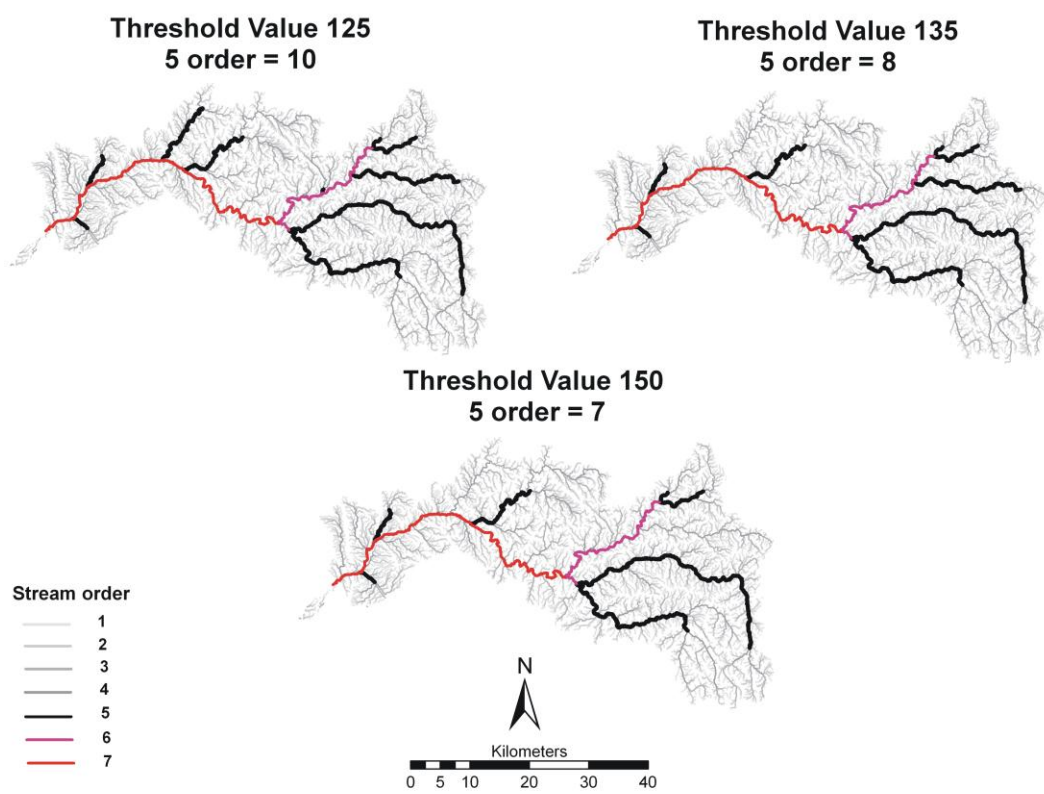 Threshold Value 125
5 order = 10
Threshold Value 135
5 order = 8
Threshold Value 150
5 order = 7
Stream order
1
2
3
4
5
6
7
N
Kilometers
0 5 10 20 30 40